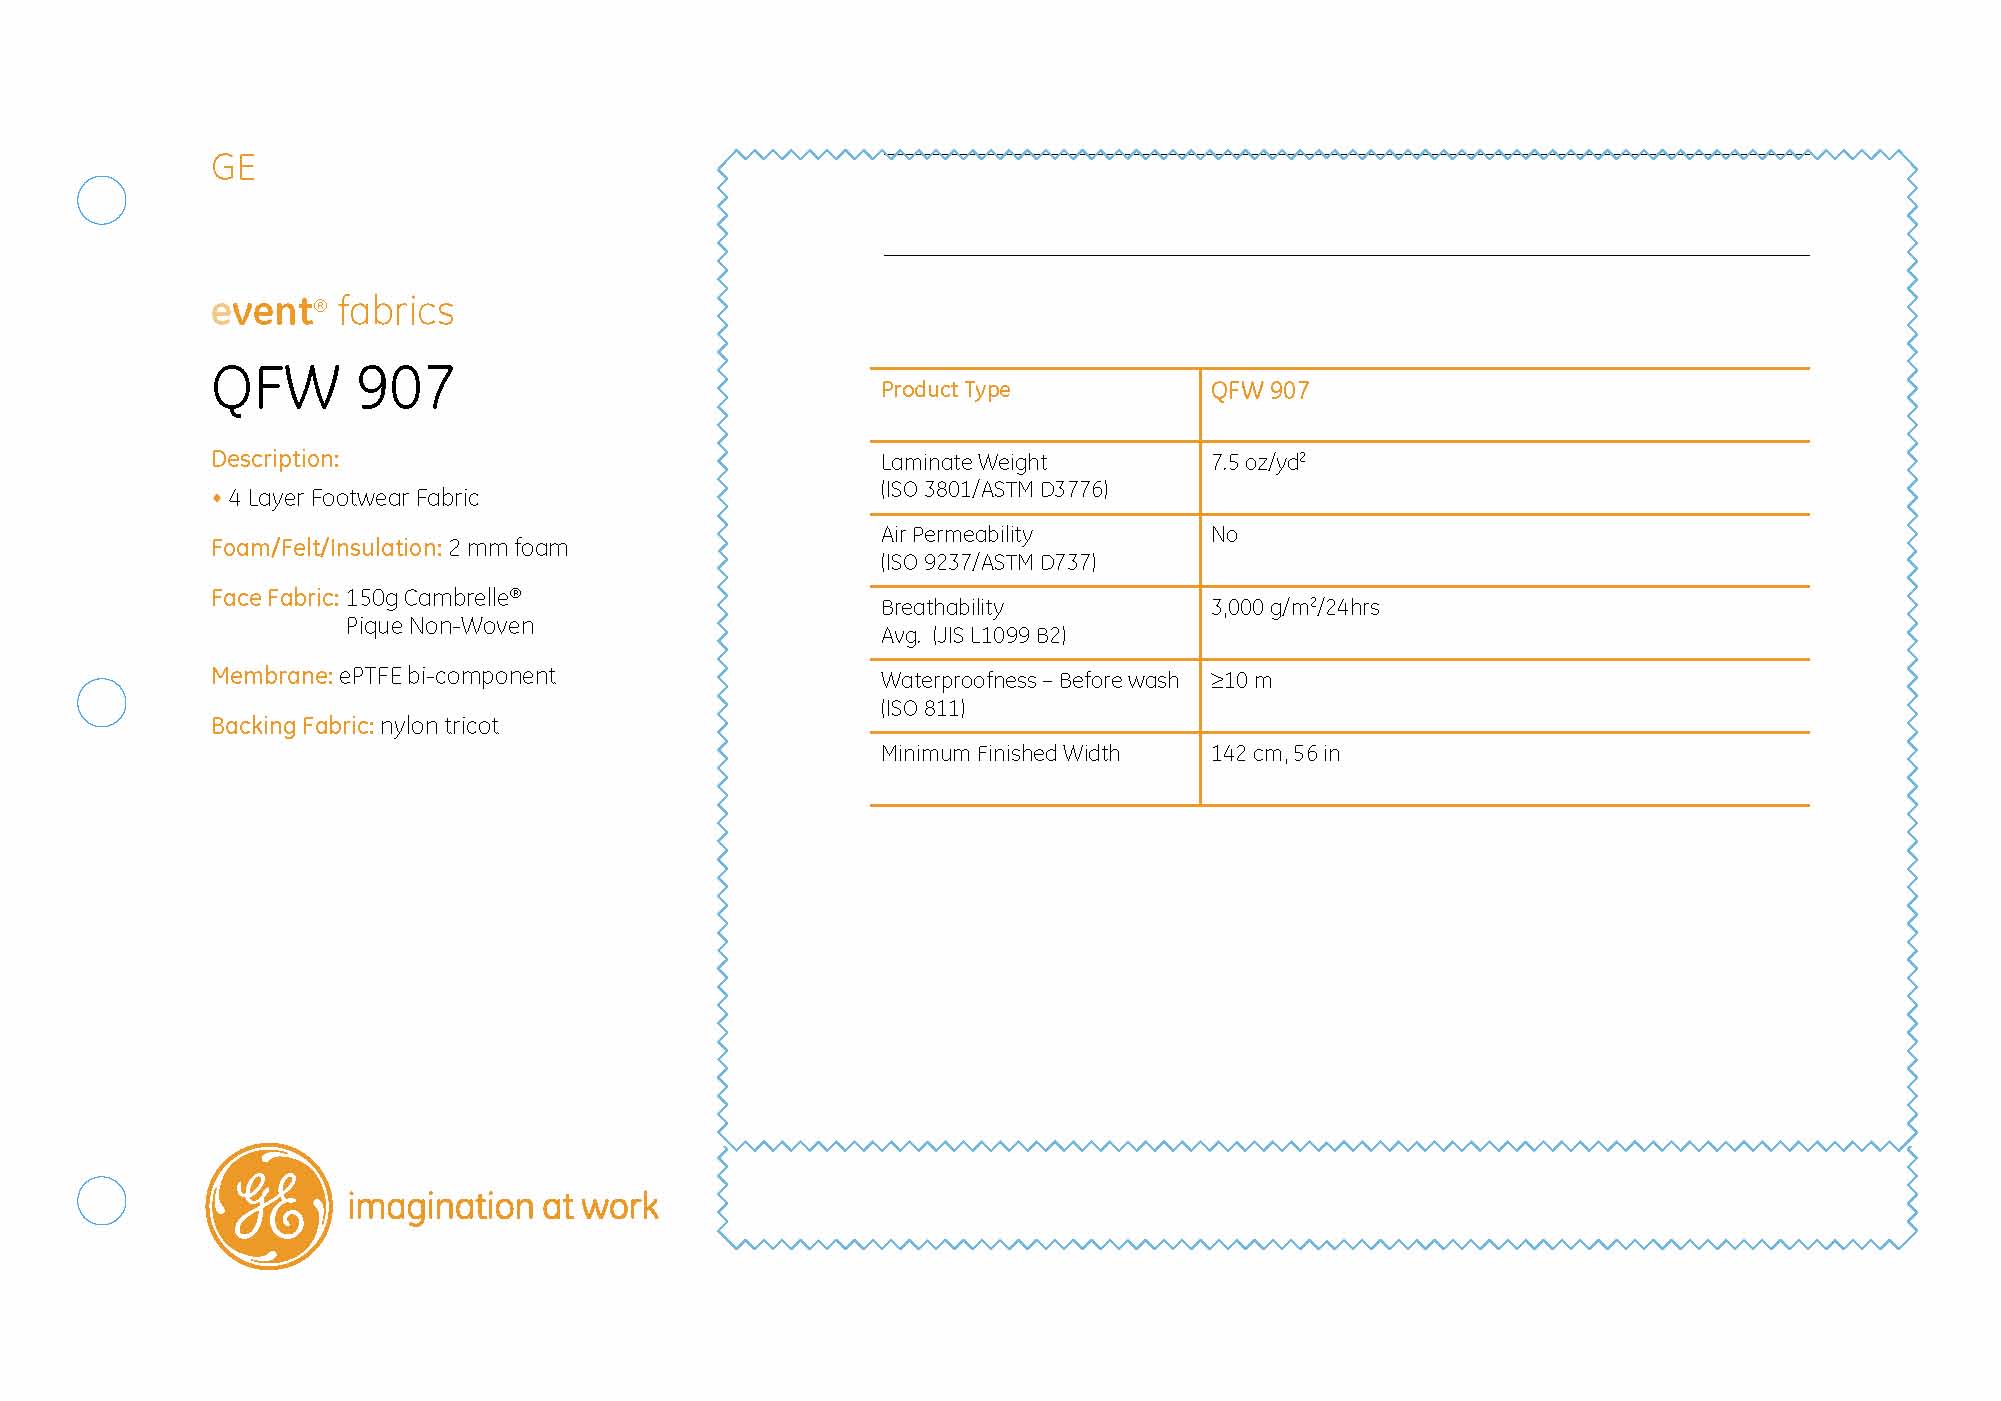 GE
event® fabrics
QFW 907
Description:
• 4 Layer Footwear Fabric
Foam/Felt/Insulation: 2 mm foam
Face Fabric: 150g Cambrelle®
Pique Non-Woven
Membrane: ePTFE bi-component
Backing Fabric: nylon tricot
GE imagination at work
Product Type QFW 907
Laminate Weight 7.5 oz/yd²
(ISO 3801/ASTM D3776)
Air Permeability No
(ISO 9237/ASTM D737)
Breathability 3,000 g/m²/24hrs
Avg. (JIS L1099 B2)
Waterproofness – Before wash ≥10 m
(ISO 811)
Minimum Finished Width 142 cm, 56 in